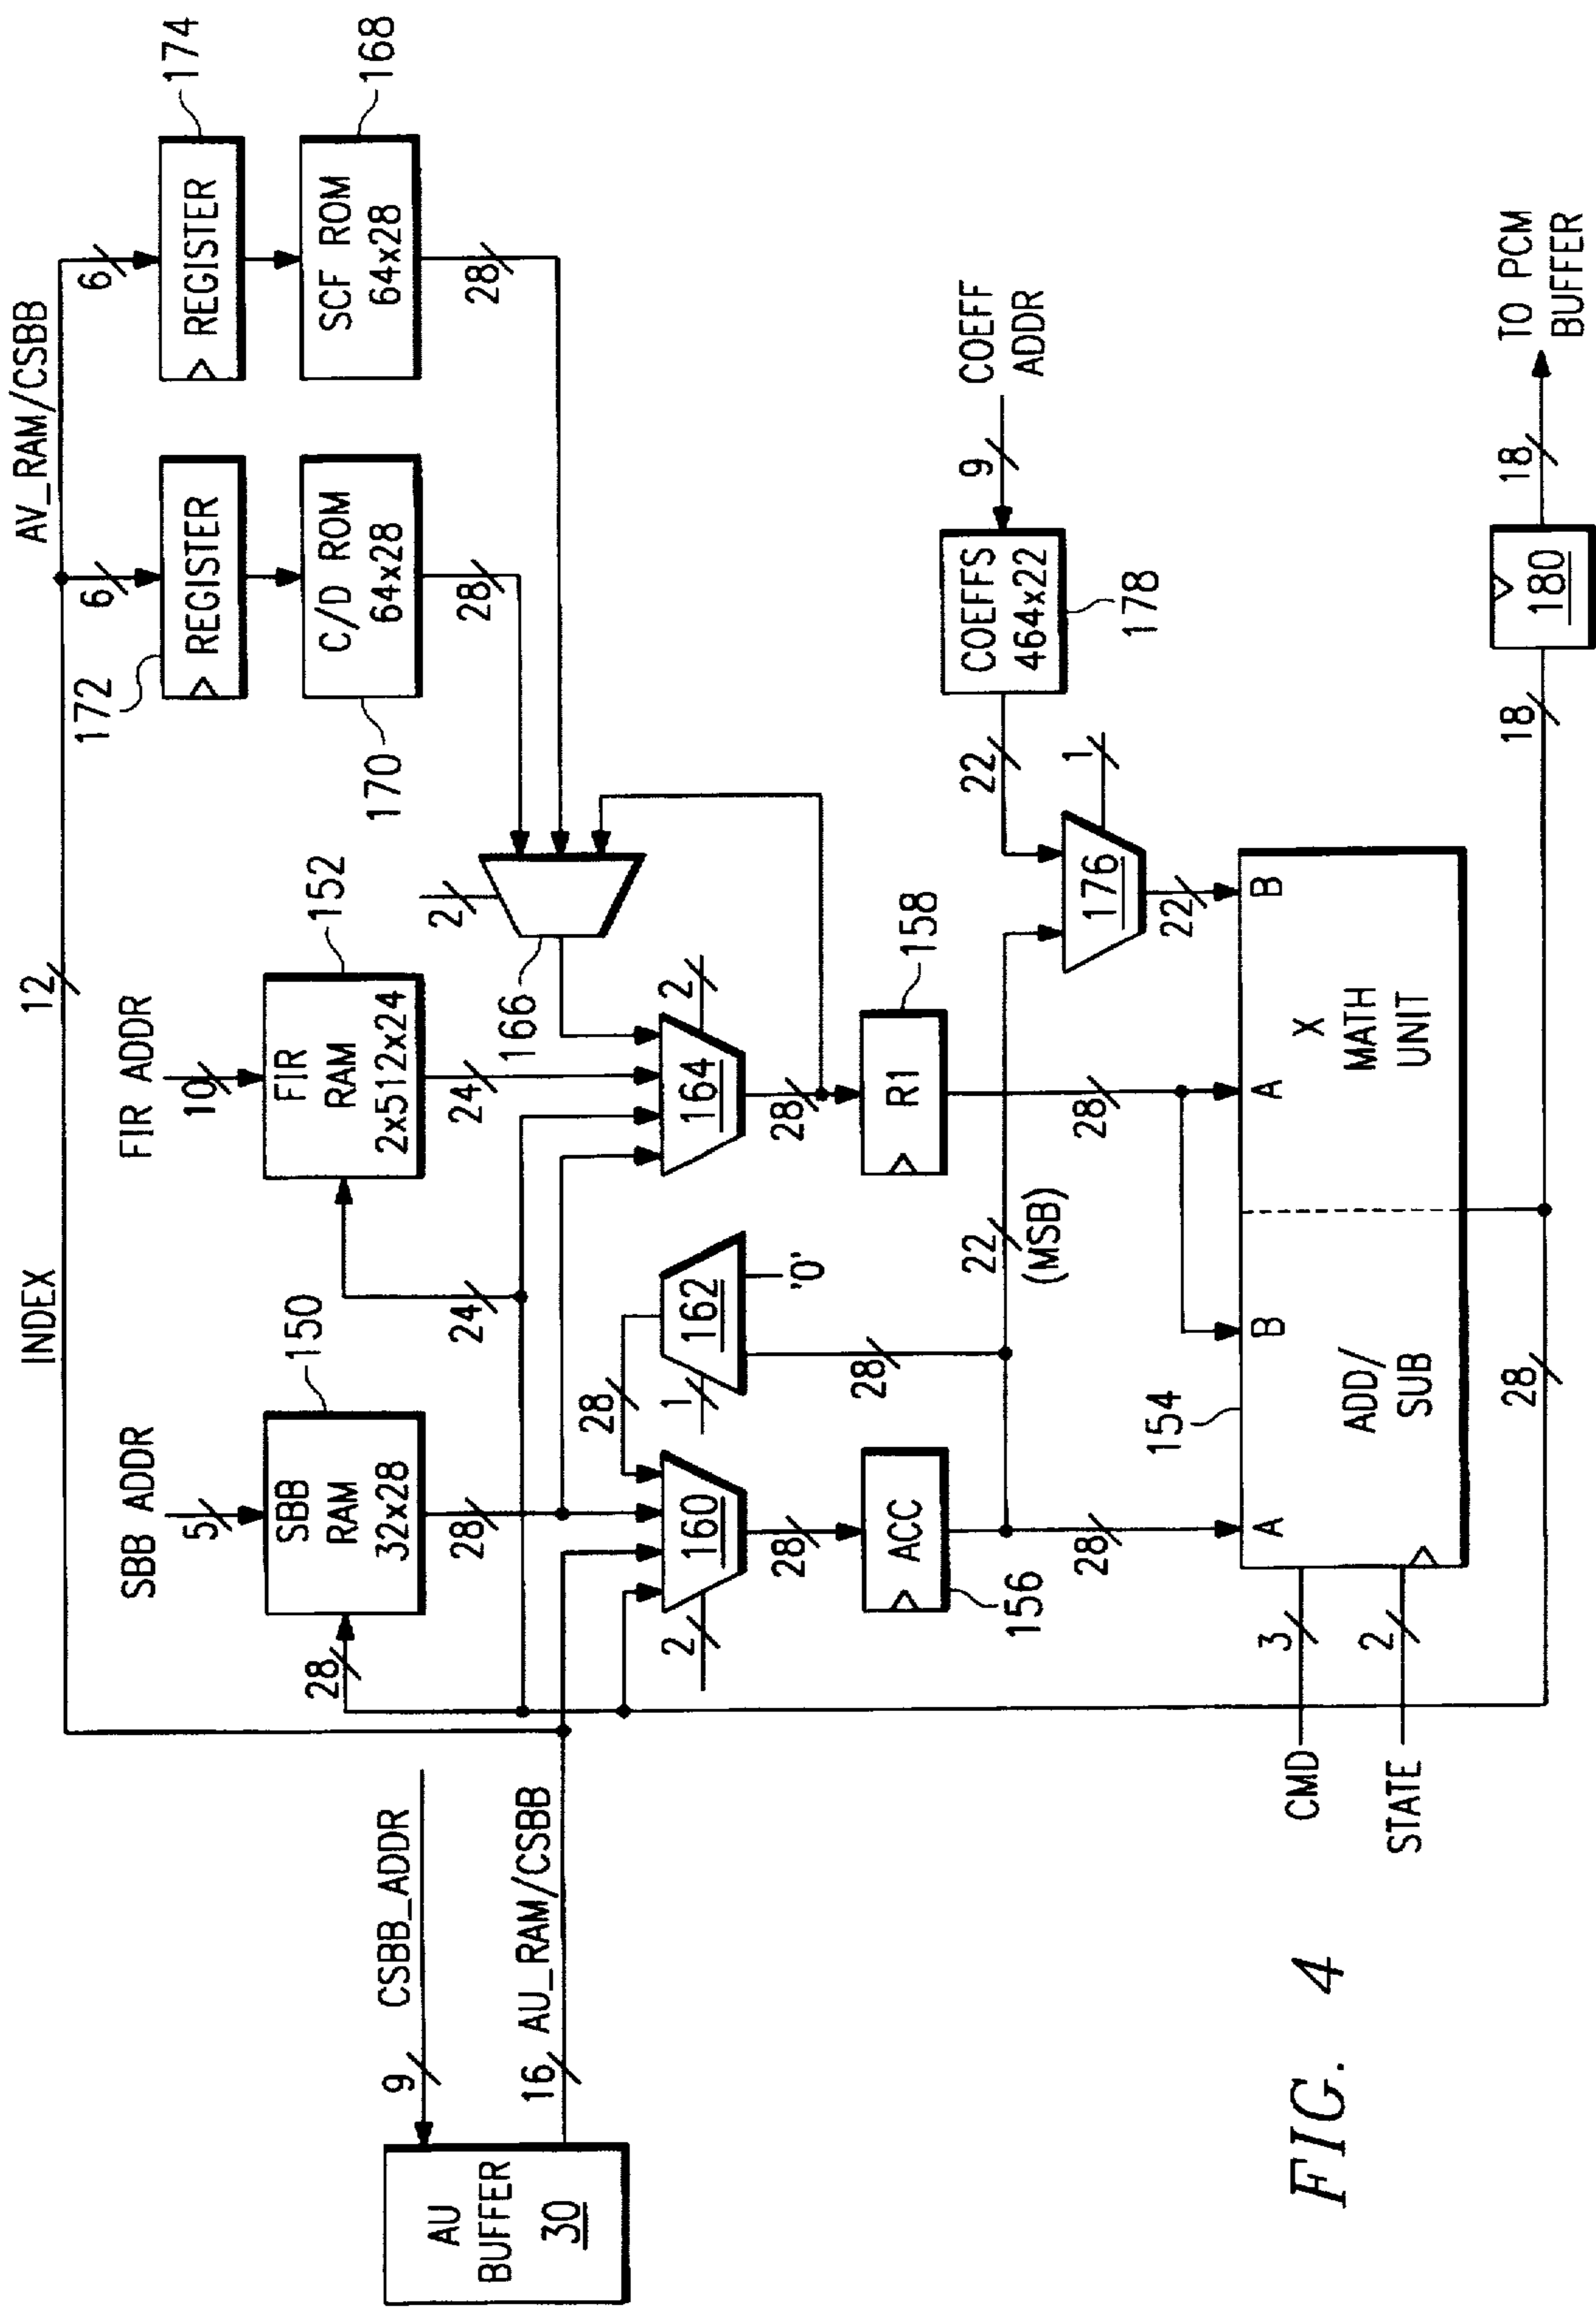 INDEX
12
AV_RAM/CSBB
SBB ADDR
5
FIR ADDR
10
6
6
172
REGISTER
REGISTER
174
SBB
RAM
32x28
150
28
FIR
RAM
2x512x24
152
24
C/D ROM
64x28
170
SCF ROM
64x28
168
28
24
28
28
2
166
AU
BUFFER
30
9
CSBB_ADDR
16
AU_RAM/CSBB
28
2
160
1
162
'0'
164
2
28
28
28
ACC
156
R1
158
22
(MSB)
22
COEFFS
464x22
178
9
COEFF
ADDR
176
1
28
28
22
154
A
B
A
B
ADD/
SUB
X
MATH
UNIT
CMD
3
STATE
2
28
18
180
18
TO PCM
BUFFER
FIG. 4